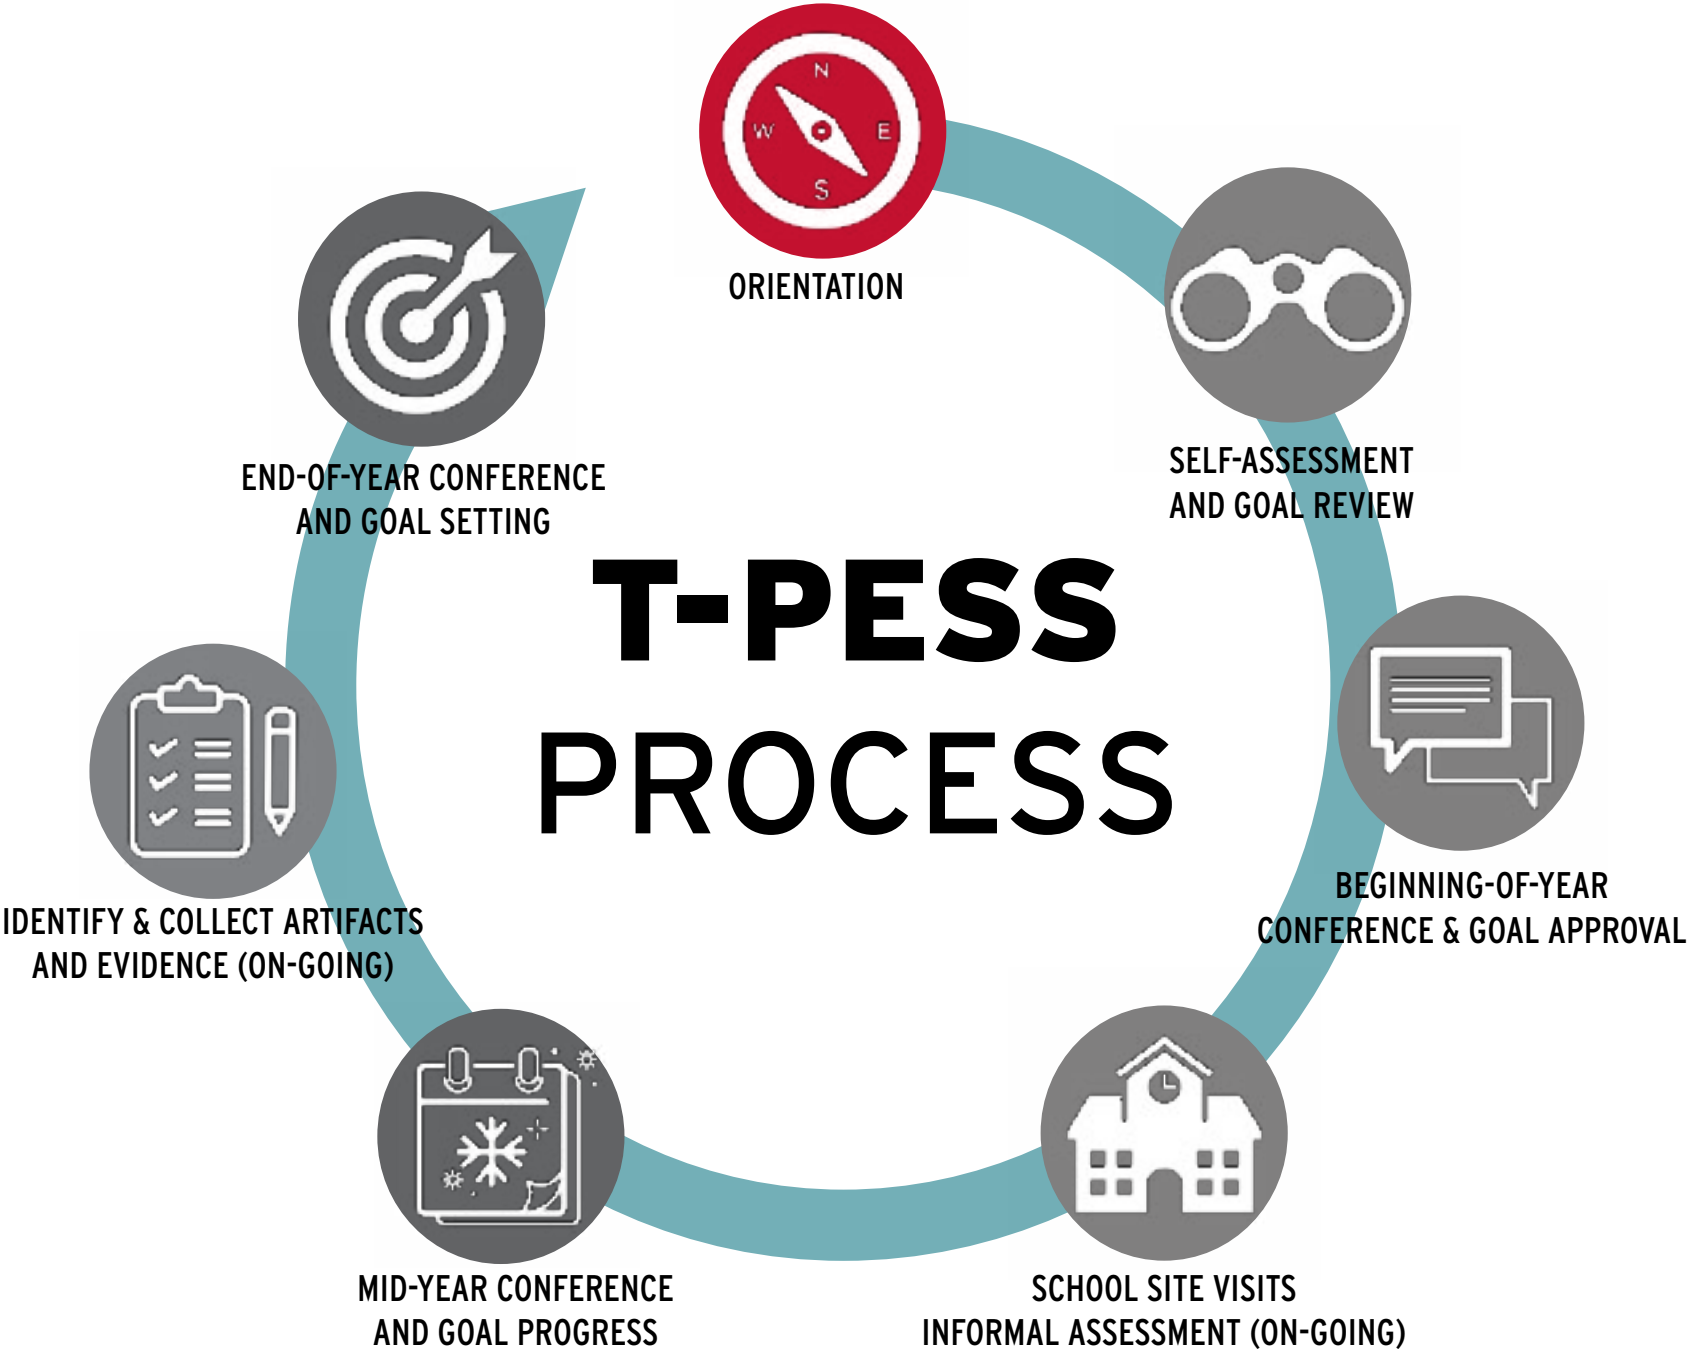 N
W
E
S
ORIENTATION
SELF-ASSESSMENT
AND GOAL REVIEW
BEGINNING-OF-YEAR
CONFERENCE & GOAL APPROVAL
SCHOOL SITE VISITS
INFORMAL ASSESSMENT (ON-GOING)
MID-YEAR CONFERENCE
AND GOAL PROGRESS
IDENTIFY & COLLECT ARTIFACTS
AND EVIDENCE (ON-GOING)
END-OF-YEAR CONFERENCE
AND GOAL SETTING
T-PESS
PROCESS